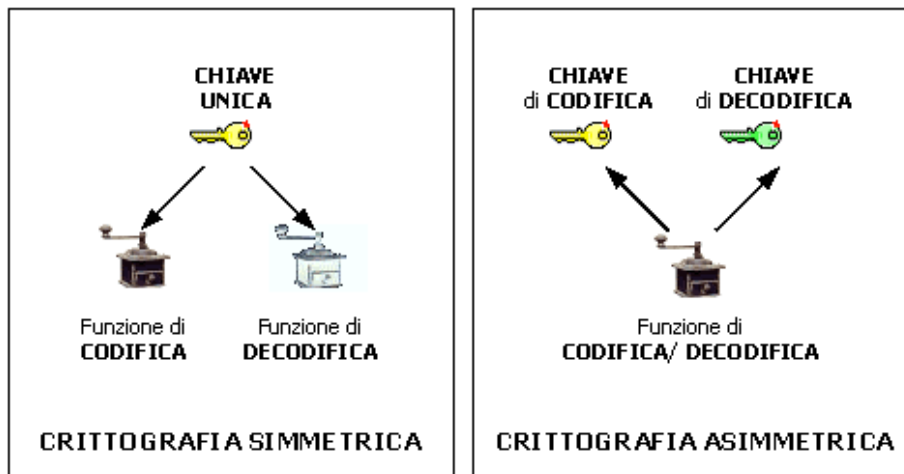 CHIAVE
UNICA
Funzione di
CODIFICA
Funzione di
DECODIFICA
CRITTOGRAFIA SIMMETRICA
CHIAVE
di CODIFICA
CHIAVE
di DECODIFICA
Funzione di
CODIFICA/ DECODIFICA
CRITTOGRAFIA ASIMMETRICA